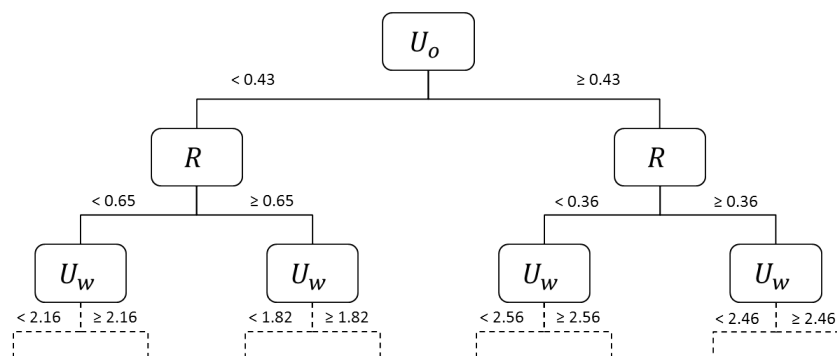 U_o
< 0.43 ≥ 0.43
R R
< 0.65 ≥ 0.65 < 0.36 ≥ 0.36
U_w U_w U_w U_w
< 2.16 ≥ 2.16 < 1.82 ≥ 1.82 < 2.56 ≥ 2.56 < 2.46 ≥ 2.46